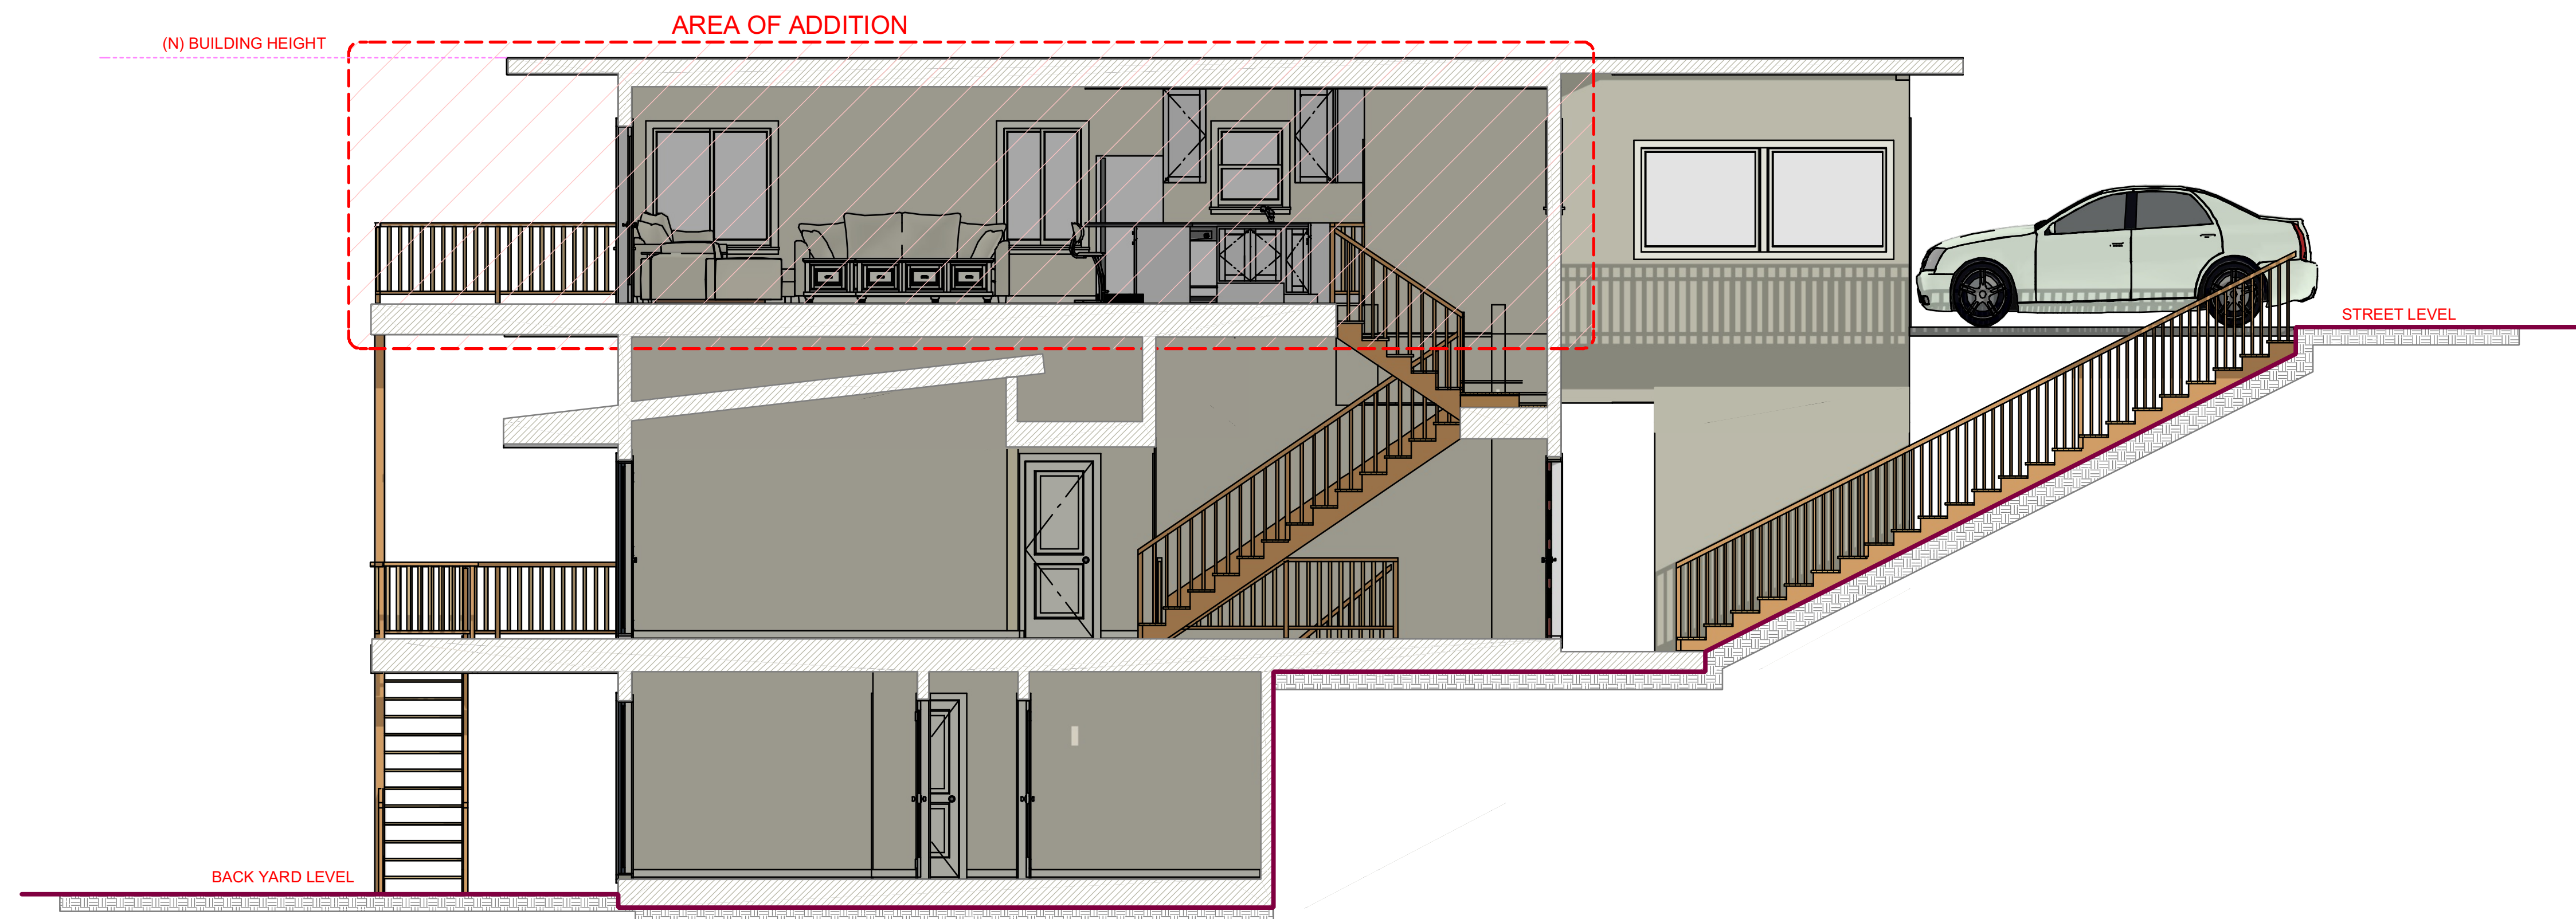 AREA OF ADDITION
(N) BUILDING HEIGHT
STREET LEVEL
BACK YARD LEVEL